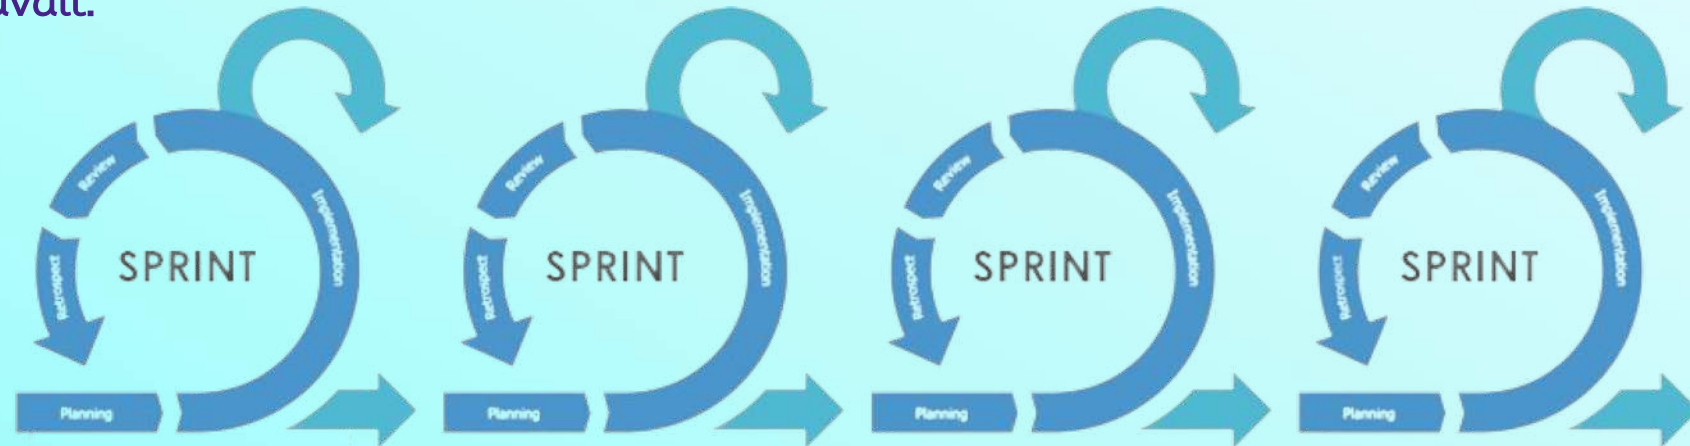 Review
Implementation
SPRINT
Retrospect
Planning
Review
Implementation
SPRINT
Retrospect
Planning
Review
Implementation
SPRINT
Retrospect
Planning
Review
Implementation
SPRINT
Retrospect
Planning